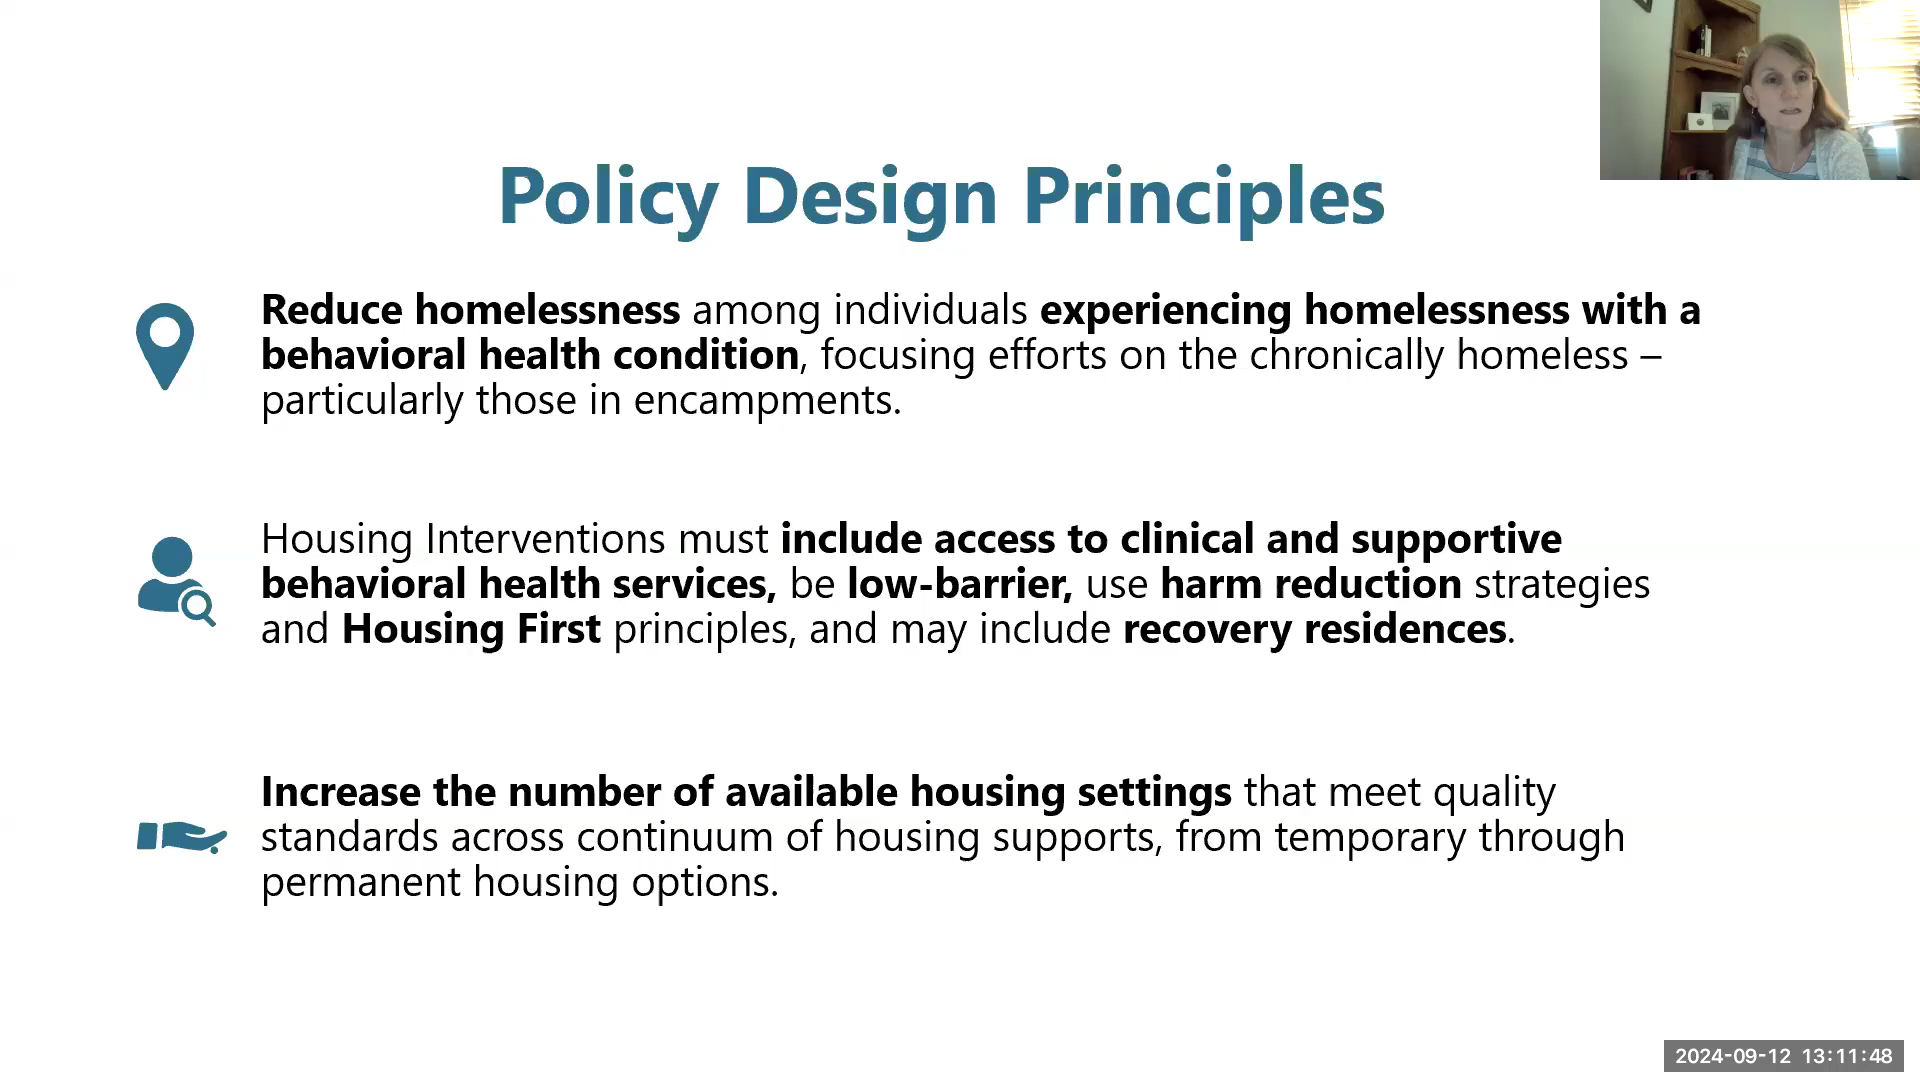 Policy Design Principles
Reduce homelessness among individuals experiencing homelessness with a
behavioral health condition, focusing efforts on the chronically homeless –
particularly those in encampments.
Housing Interventions must include access to clinical and supportive
behavioral health services, be low-barrier, use harm reduction strategies
and Housing First principles, and may include recovery residences.
Increase the number of available housing settings that meet quality
standards across continuum of housing supports, from temporary through
permanent housing options.
2024-09-12 13:11:48